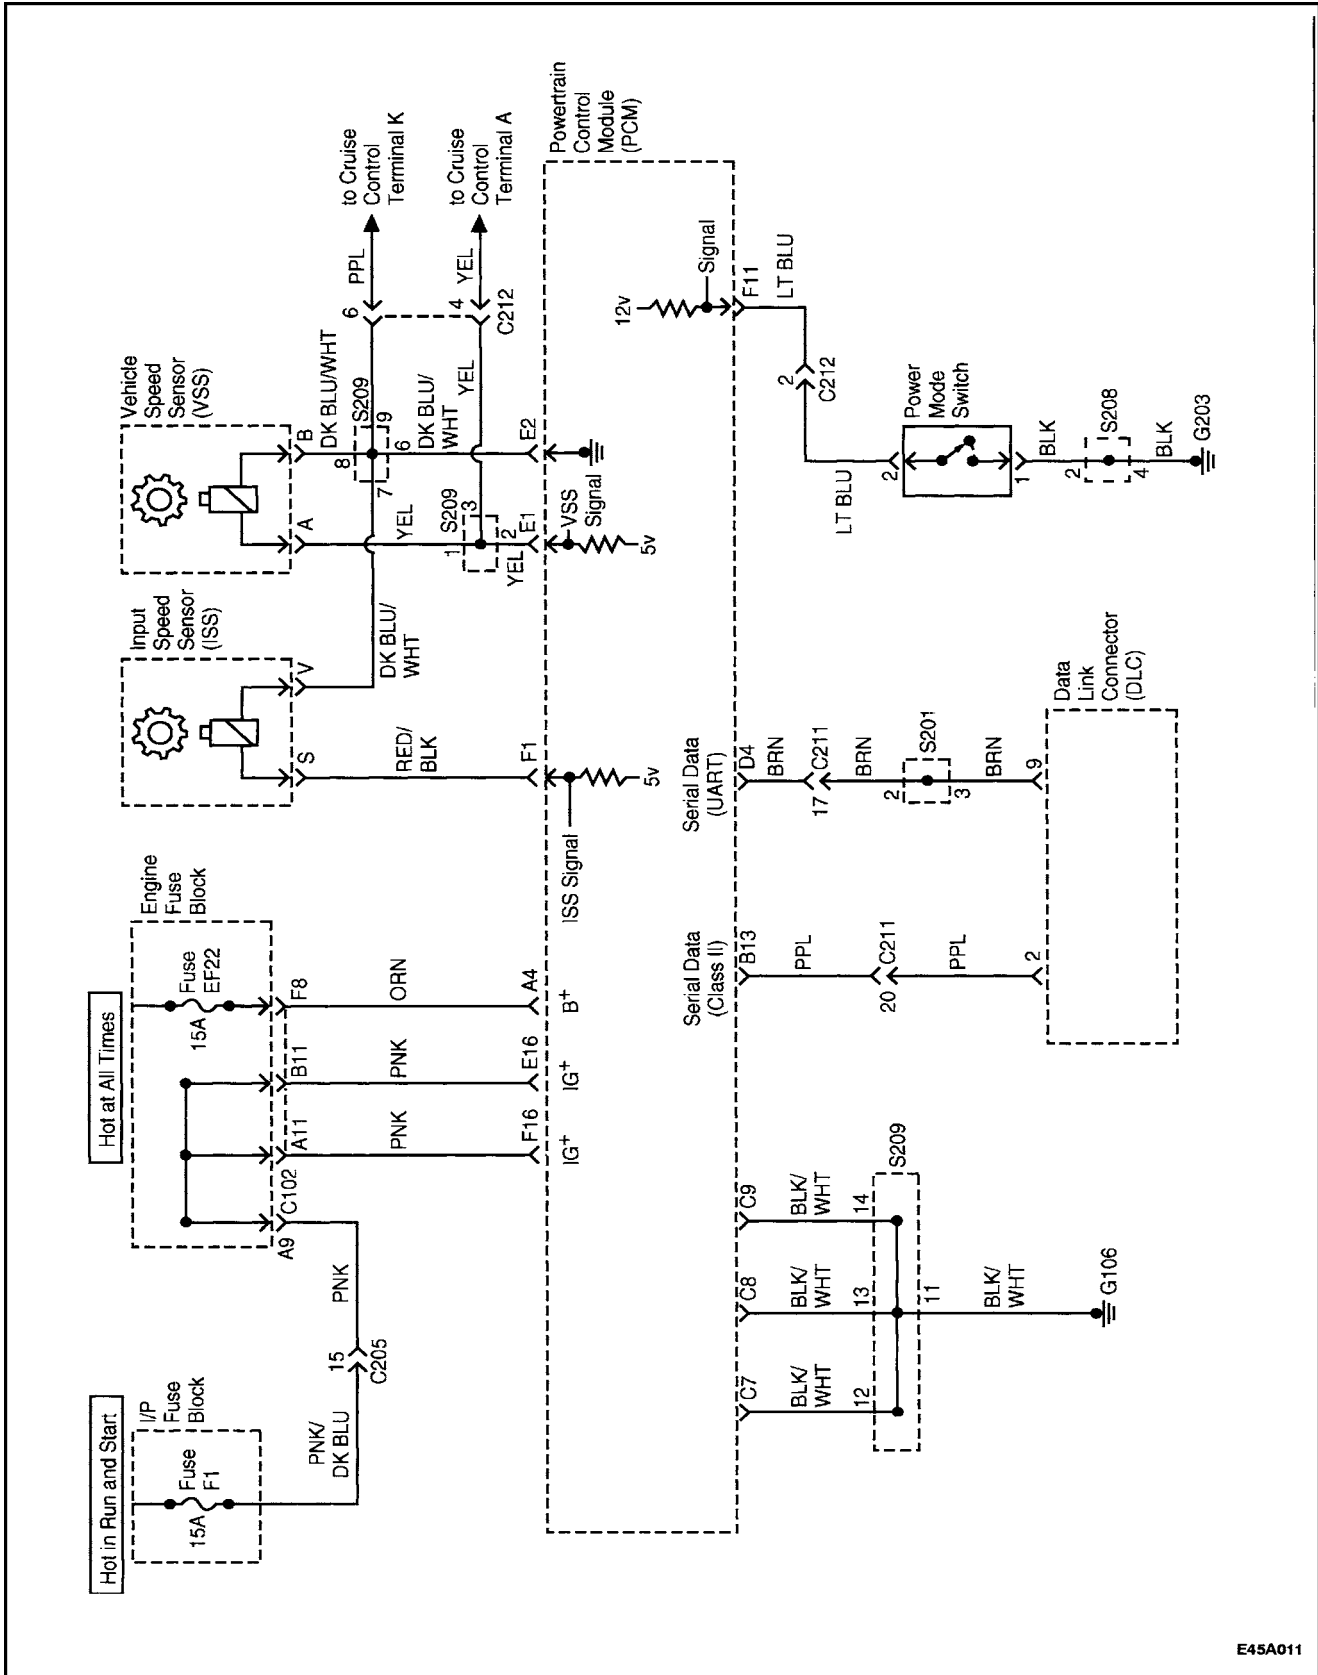 Hot in Run and Start
I/P
Fuse
Block
Fuse
F1
15A
PNK/
DK BLU
15
C205
PNK
Hot at All Times
Engine
Fuse
Block
Fuse
EF22
15A
A9
C102
A11
B11
F8
PNK
PNK
ORN
F16
E16
A4
IG+
IG+
B+
Input
Speed
Sensor
(ISS)
S
V
RED/
BLK
DK BLU/
WHT
F1
ISS Signal
5v
Vehicle
Speed
Sensor
(VSS)
A
B
YEL
DK BLU/WHT
S209
8
9
7
6
DK BLU/
WHT
S209
1
3
2
YEL
YEL
E1
E2
VSS
Signal
5v
6
4
C212
PPL
YEL
to Cruise
Control
Terminal K
to Cruise
Control
Terminal A
Powertrain
Control
Module
(PCM)
12v
Signal
F11
LT BLU
2
C212
LT BLU
2
Power
Mode
Switch
1
BLK
2
S208
4
BLK
G203
Serial Data
(UART)
D4
BRN
17
C211
BRN
2
S201
3
BRN
9
Data
Link
Connector
(DLC)
Serial Data
(Class II)
B13
PPL
20
C211
PPL
2
C7
C8
C9
BLK/
WHT
BLK/
WHT
BLK/
WHT
12
13
14
S209
11
BLK/
WHT
G106
E45A011